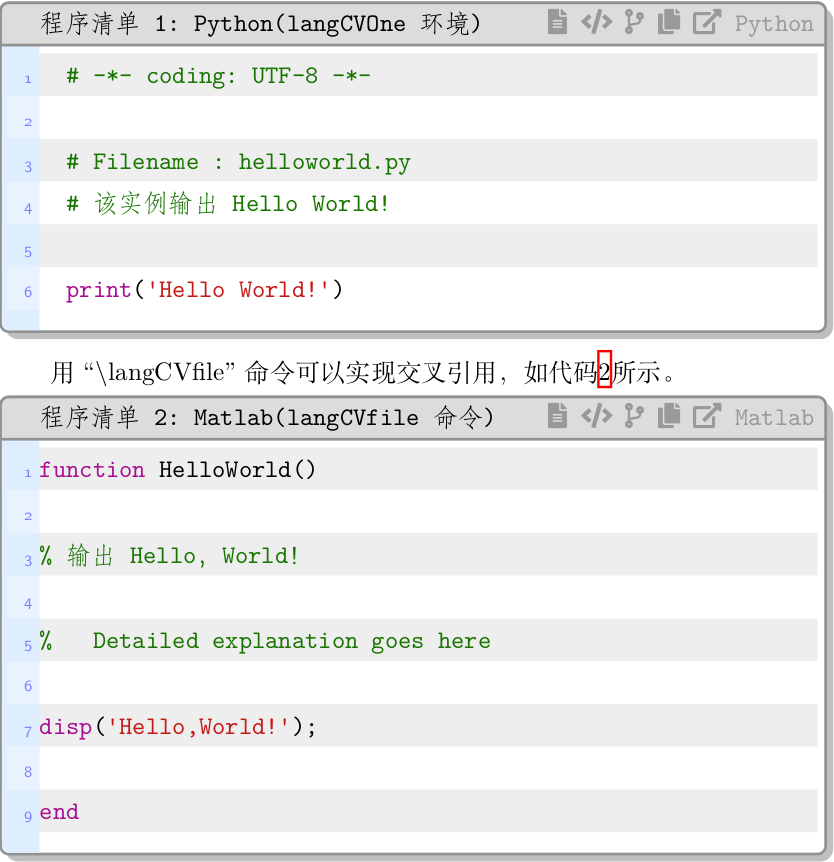 程序清单 1: Python(langCVOne 环境) Python
1 # -*- coding: UTF-8 -*-
2
3 # Filename : helloworld.py
4 # 该实例输出 Hello World!
5
6 print('Hello World!')
用 “\langCVfile” 命令可以实现交叉引用，如代码2所示。
程序清单 2: Matlab(langCVfile 命令) Matlab
1 function HelloWorld()
2
3 % 输出 Hello, World!
4
5 %   Detailed explanation goes here
6
7 disp('Hello,World!');
8
9 end